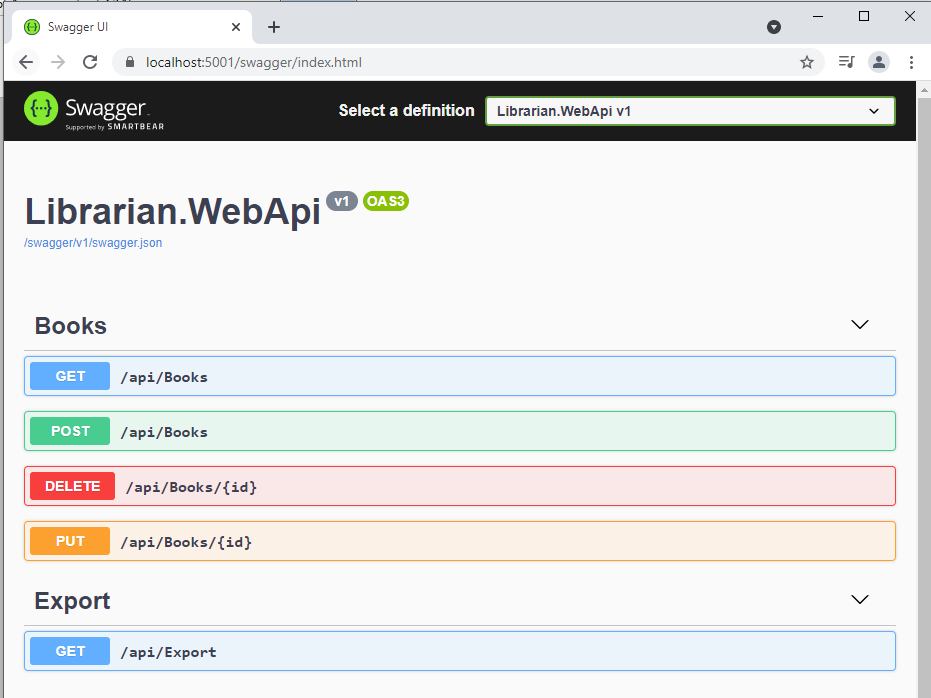 Swagger UI
localhost:5001/swagger/index.html
Swagger
Supported by SMARTBEAR
Select a definition
Librarian.WebApi v1
Librarian.WebApi v1 OAS3
/swagger/v1/swagger.json
Books
GET /api/Books
POST /api/Books
DELETE /api/Books/{id}
PUT /api/Books/{id}
Export
GET /api/Export